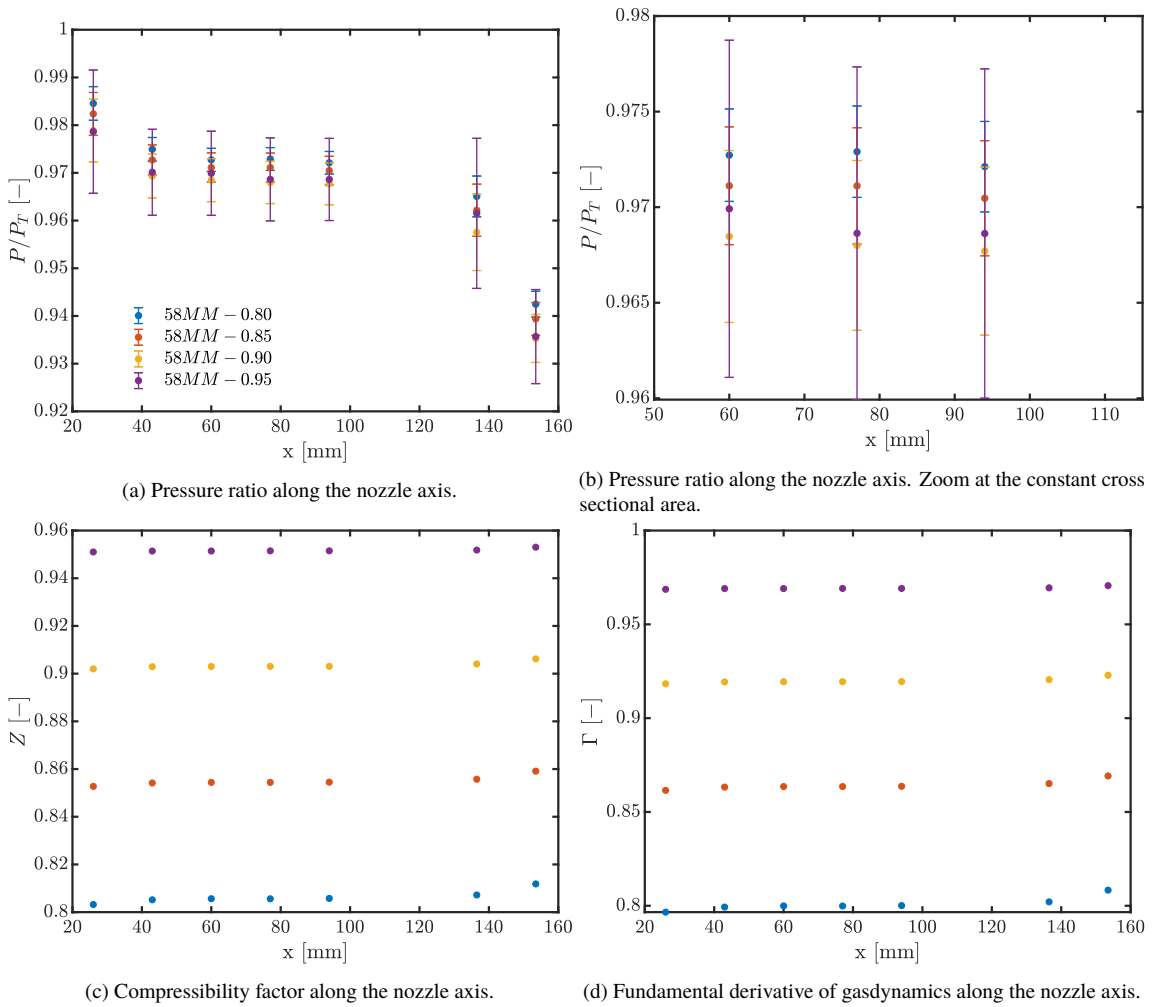 1
0.99
0.98
0.97
0.96
0.95
0.94
0.93
0.92
P/P_T [−]
58MM − 0.80
58MM − 0.85
58MM − 0.90
58MM − 0.95
20 40 60 80 100 120 140 160
x [mm]
(a) Pressure ratio along the nozzle axis.
0.98
0.975
0.97
0.965
0.96
P/P_T [−]
50 60 70 80 90 100 110
x [mm]
(b) Pressure ratio along the nozzle axis. Zoom at the constant cross
sectional area.
0.96
0.94
0.92
0.9
0.88
0.86
0.84
0.82
0.8
Z [−]
20 40 60 80 100 120 140 160
x [mm]
(c) Compressibility factor along the nozzle axis.
1
0.95
0.9
0.85
0.8
Γ [−]
20 40 60 80 100 120 140 160
x [mm]
(d) Fundamental derivative of gasdynamics along the nozzle axis.